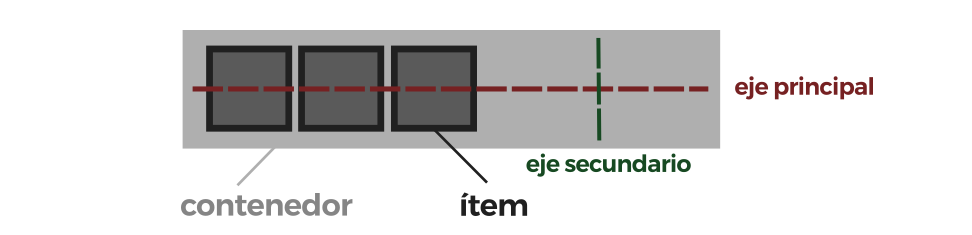 eje principal
eje secundario
contenedor
ítem